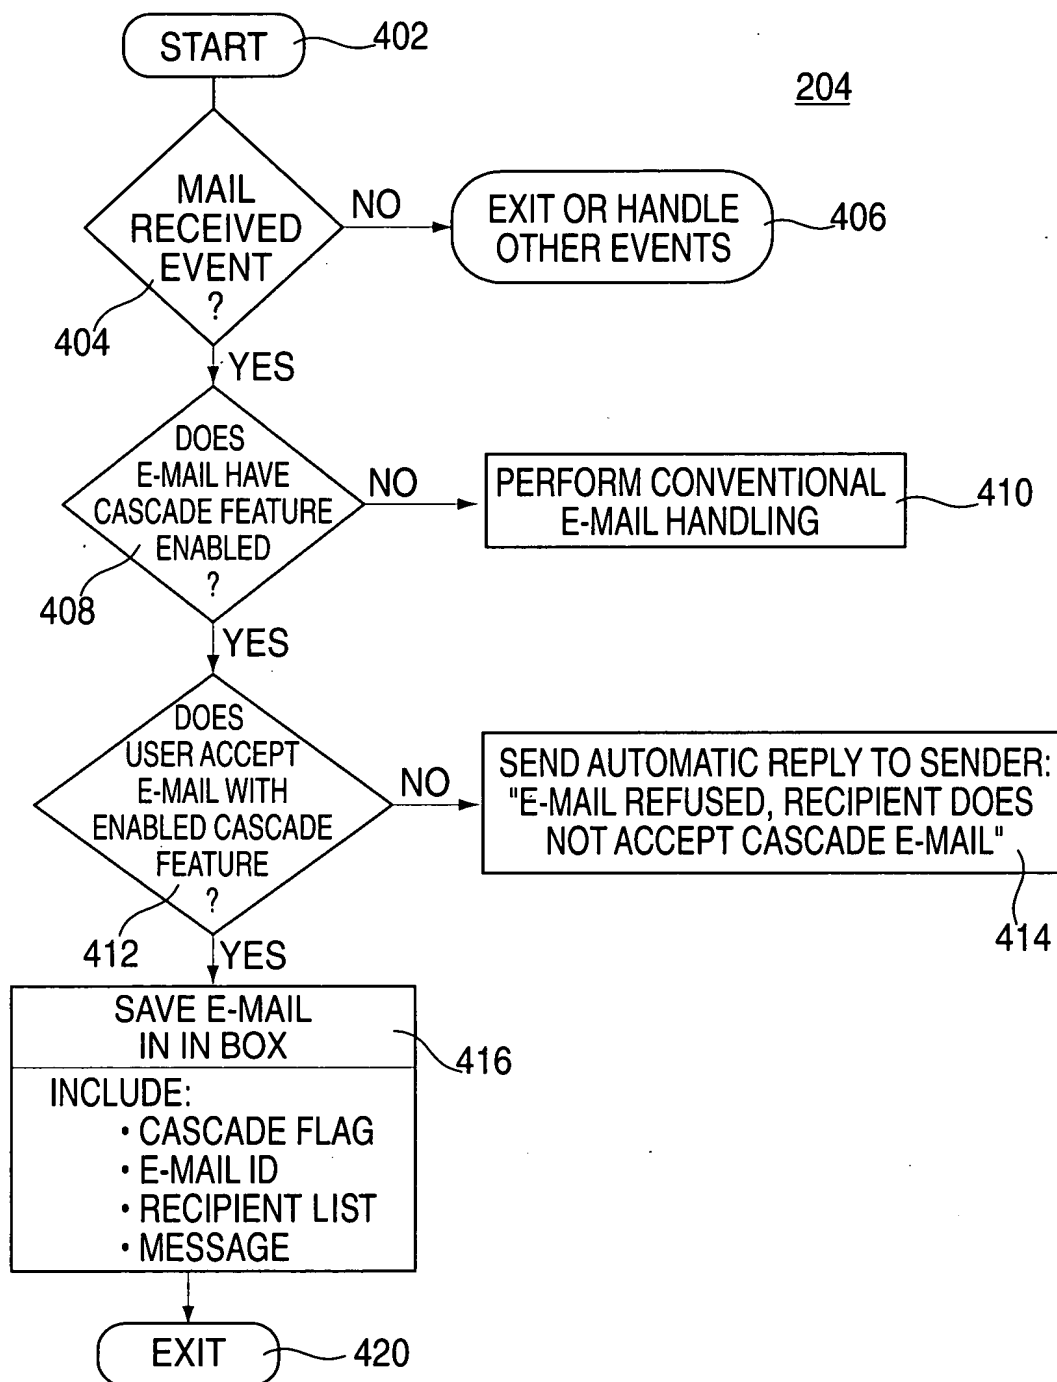 START
402
204
MAIL
RECEIVED
EVENT
?
404
NO
EXIT OR HANDLE
OTHER EVENTS
406
YES
DOES
E-MAIL HAVE
CASCADE FEATURE
ENABLED
?
408
NO
PERFORM CONVENTIONAL
E-MAIL HANDLING
410
YES
DOES
USER ACCEPT
E-MAIL WITH
ENABLED CASCADE
FEATURE
?
412
NO
SEND AUTOMATIC REPLY TO SENDER:
"E-MAIL REFUSED, RECIPIENT DOES
NOT ACCEPT CASCADE E-MAIL"
414
YES
SAVE E-MAIL
IN IN BOX
416
INCLUDE:
• CASCADE FLAG
• E-MAIL ID
• RECIPIENT LIST
• MESSAGE
EXIT
420